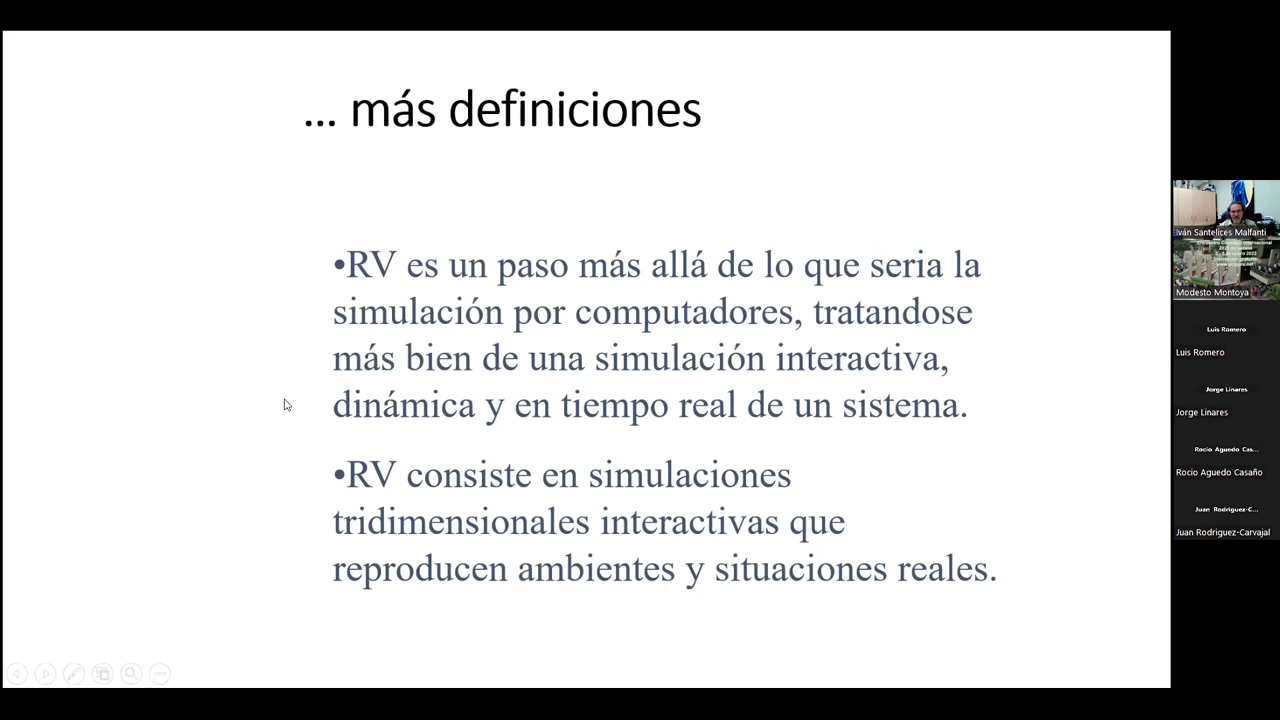 ... más definiciones
•RV es un paso más allá de lo que seria la
simulación por computadores, tratandose
más bien de una simulación interactiva,
dinámica y en tiempo real de un sistema.
•RV consiste en simulaciones
tridimensionales interactivas que
reproducen ambientes y situaciones reales.
Iván Santelices Malfanti
Modesto Montoya
Luis Romero
Luis Romero
Jorge Linares
Jorge Linares
Rocio Aguedo Cas...
Rocio Aguedo Casaño
Juan Rodriguez-C...
Juan Rodriguez-Carvajal